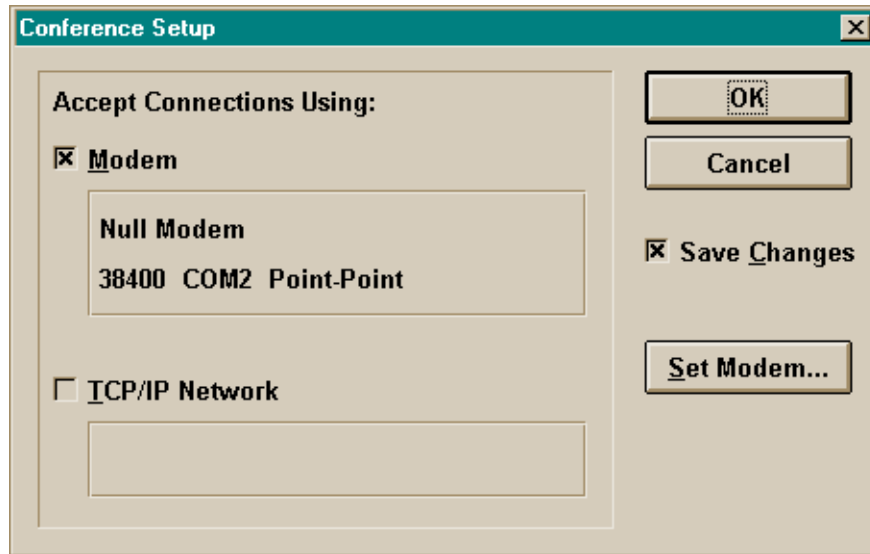 Conference Setup
Accept Connections Using:
Modem
Null Modem
38400 COM2 Point-Point
TCP/IP Network
OK
Cancel
Save Changes
Set Modem...